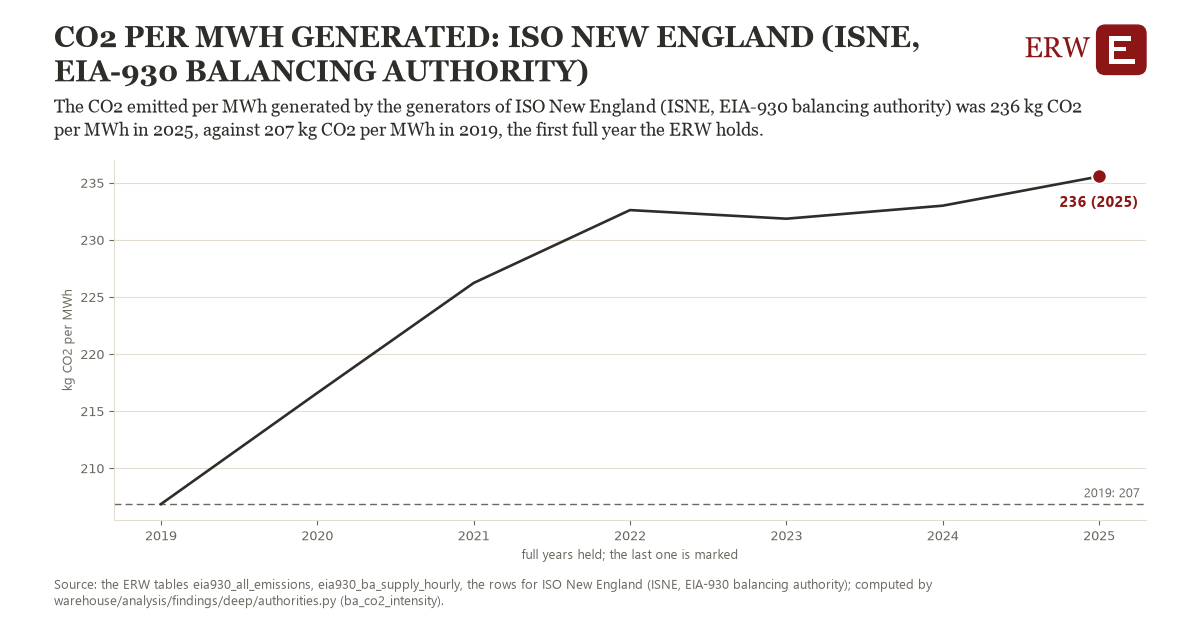 CO2 PER MWH GENERATED: ISO NEW ENGLAND (ISNE,
EIA-930 BALANCING AUTHORITY)
ERW E
The CO2 emitted per MWh generated by the generators of ISO New England (ISNE, EIA-930 balancing authority) was 236 kg CO2
per MWh in 2025, against 207 kg CO2 per MWh in 2019, the first full year the ERW holds.
235
230
225
220
215
210
kg CO2 per MWh
236 (2025)
2019: 207
2019 2020 2021 2022 2023 2024 2025
full years held; the last one is marked
Source: the ERW tables eia930_all_emissions, eia930_ba_supply_hourly, the rows for ISO New England (ISNE, EIA-930 balancing authority); computed by
warehouse/analysis/findings/deep/authorities.py (ba_co2_intensity).